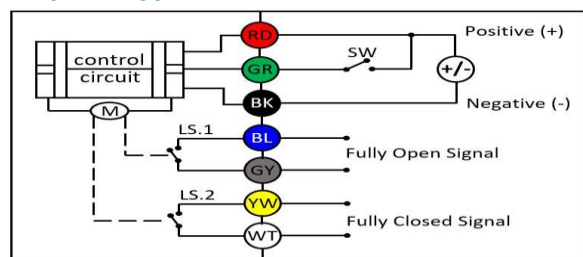 RD
Positive (+)
control
circuit
GR
SW
+/-
BK
Negative (-)
M
LS.1
BL
Fully Open Signal
GY
LS.2
YW
Fully Closed Signal
WT